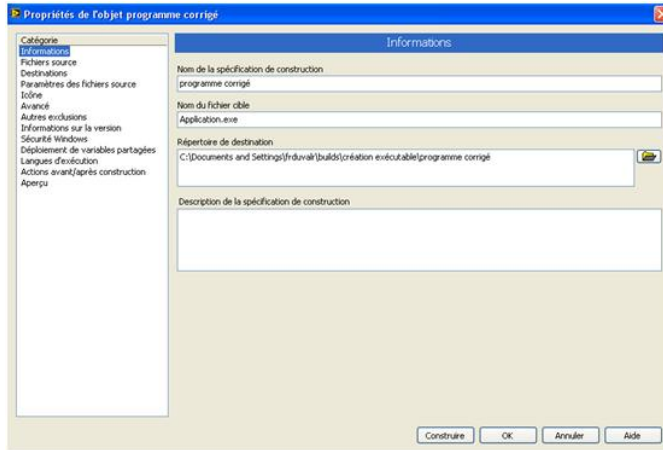 Propriétés de l'objet programme corrigé
Catégorie
Informations
Fichiers source
Destinations
Paramètres des fichiers source
Icône
Avancé
Autres exclusions
Informations sur la version
Sécurité Windows
Déploiement de variables partagées
Langues d'exécution
Actions avant/après construction
Aperçu
Informations
Nom de la spécification de construction
programme corrigé
Nom du fichier cible
Application.exe
Répertoire de destination
C:\Documents and Settings\frduvalr\builds\création exécutable\programme corrigé
Description de la spécification de construction
Construire
OK
Annuler
Aide